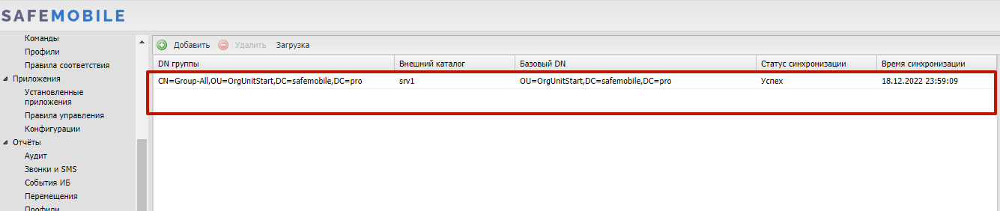 SAFEMOBILE
Команды
Профили
Правила соответствия
Приложения
Установленные
приложения
Правила управления
Конфигурации
Отчёты
Аудит
Звонки и SMS
События ИБ
Перемещения
Профили
Добавить Удалить Загрузка
DN группы Внешний каталог Базовый DN Статус синхронизации Время синхронизации
CN=Group-All,OU=OrgUnitStart,DC=safemobile,DC=pro srv1 OU=OrgUnitStart,DC=safemobile,DC=pro Успех 18.12.2022 23:59:09